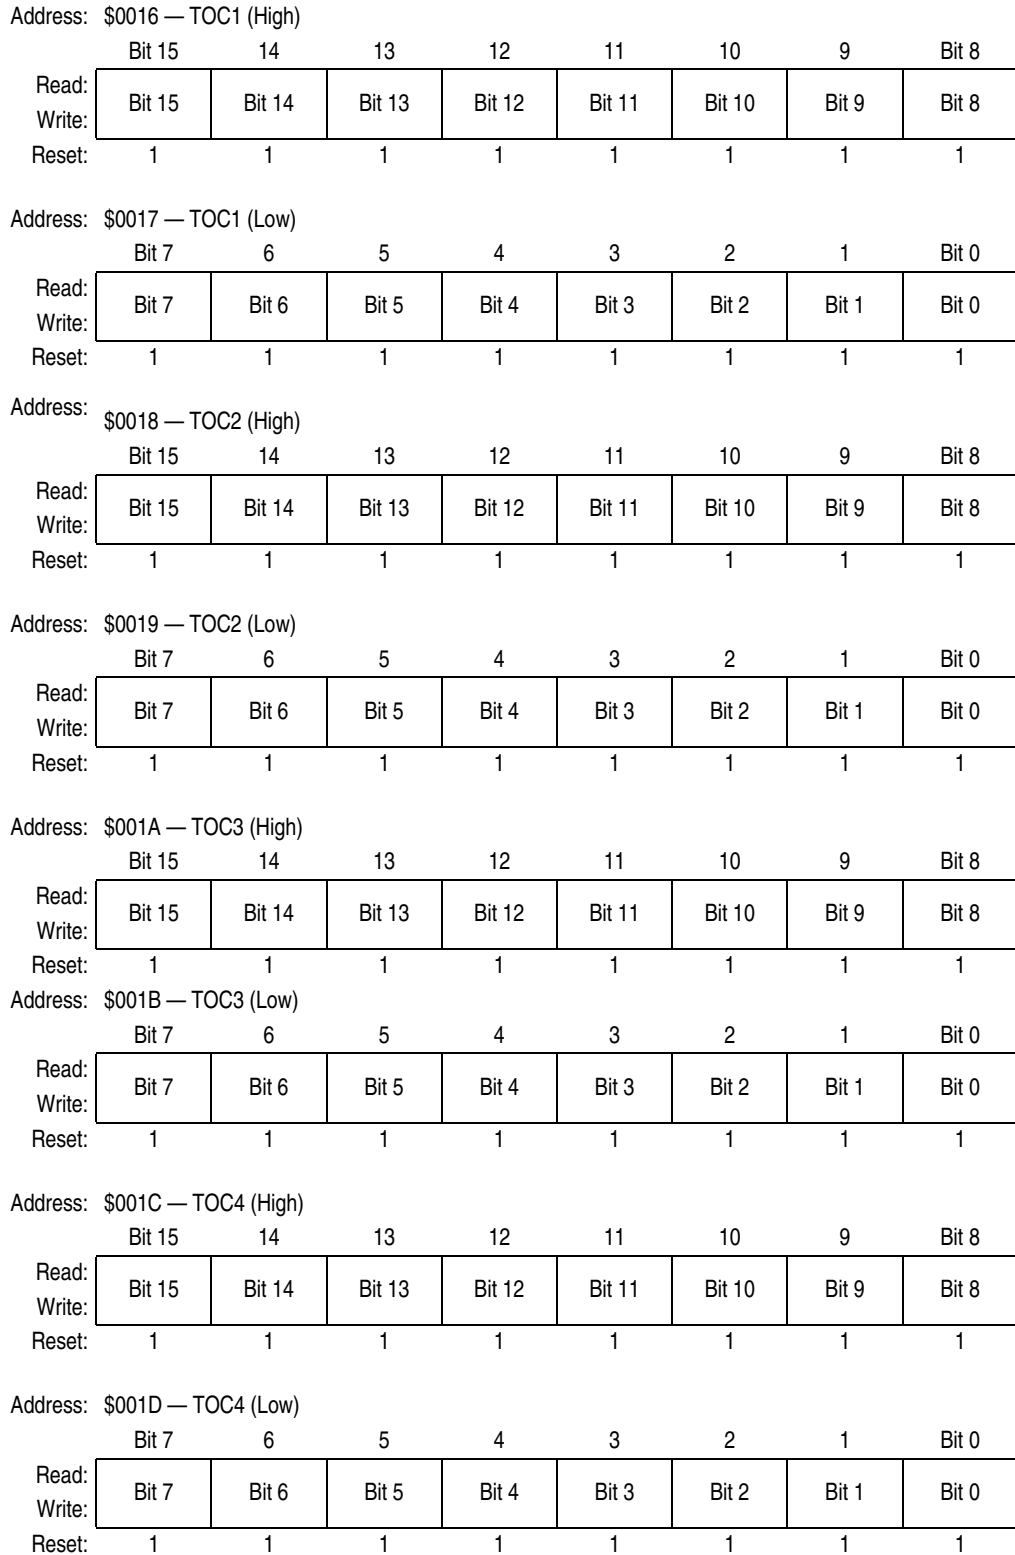 Address: $0016 — TOC1 (High)
Bit 15 14 13 12 11 10 9 Bit 8
Read:
Bit 15 Bit 14 Bit 13 Bit 12 Bit 11 Bit 10 Bit 9 Bit 8
Write:
Reset: 1 1 1 1 1 1 1 1
Address: $0017 — TOC1 (Low)
Bit 7 6 5 4 3 2 1 Bit 0
Read:
Bit 7 Bit 6 Bit 5 Bit 4 Bit 3 Bit 2 Bit 1 Bit 0
Write:
Reset: 1 1 1 1 1 1 1 1
Address: $0018 — TOC2 (High)
Bit 15 14 13 12 11 10 9 Bit 8
Read:
Bit 15 Bit 14 Bit 13 Bit 12 Bit 11 Bit 10 Bit 9 Bit 8
Write:
Reset: 1 1 1 1 1 1 1 1
Address: $0019 — TOC2 (Low)
Bit 7 6 5 4 3 2 1 Bit 0
Read:
Bit 7 Bit 6 Bit 5 Bit 4 Bit 3 Bit 2 Bit 1 Bit 0
Write:
Reset: 1 1 1 1 1 1 1 1
Address: $001A — TOC3 (High)
Bit 15 14 13 12 11 10 9 Bit 8
Read:
Bit 15 Bit 14 Bit 13 Bit 12 Bit 11 Bit 10 Bit 9 Bit 8
Write:
Reset: 1 1 1 1 1 1 1 1
Address: $001B — TOC3 (Low)
Bit 7 6 5 4 3 2 1 Bit 0
Read:
Bit 7 Bit 6 Bit 5 Bit 4 Bit 3 Bit 2 Bit 1 Bit 0
Write:
Reset: 1 1 1 1 1 1 1 1
Address: $001C — TOC4 (High)
Bit 15 14 13 12 11 10 9 Bit 8
Read:
Bit 15 Bit 14 Bit 13 Bit 12 Bit 11 Bit 10 Bit 9 Bit 8
Write:
Reset: 1 1 1 1 1 1 1 1
Address: $001D — TOC4 (Low)
Bit 7 6 5 4 3 2 1 Bit 0
Read:
Bit 7 Bit 6 Bit 5 Bit 4 Bit 3 Bit 2 Bit 1 Bit 0
Write:
Reset: 1 1 1 1 1 1 1 1